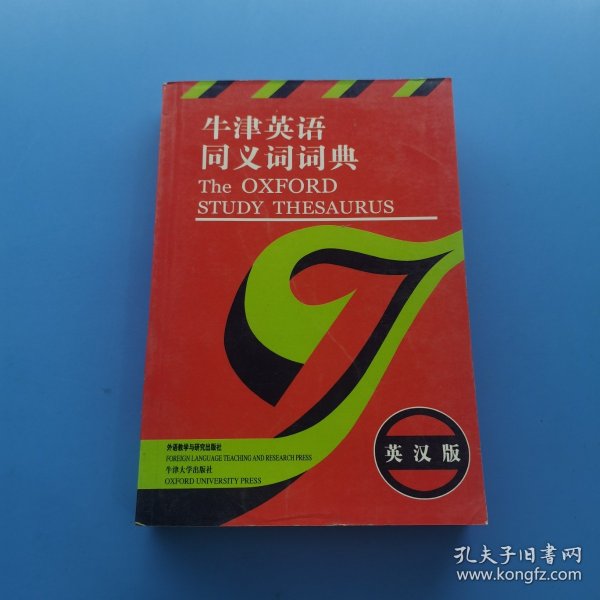 牛津英语
同义词词典
The OXFORD
STUDY THESAURUS
外语教学与研究出版社
FOREIGN LANGUAGE TEACHING AND RESEARCH PRESS
牛津大学出版社
OXFORD UNIVERSITY PRESS
英汉版
孔夫子旧书网
www.kongfz.com